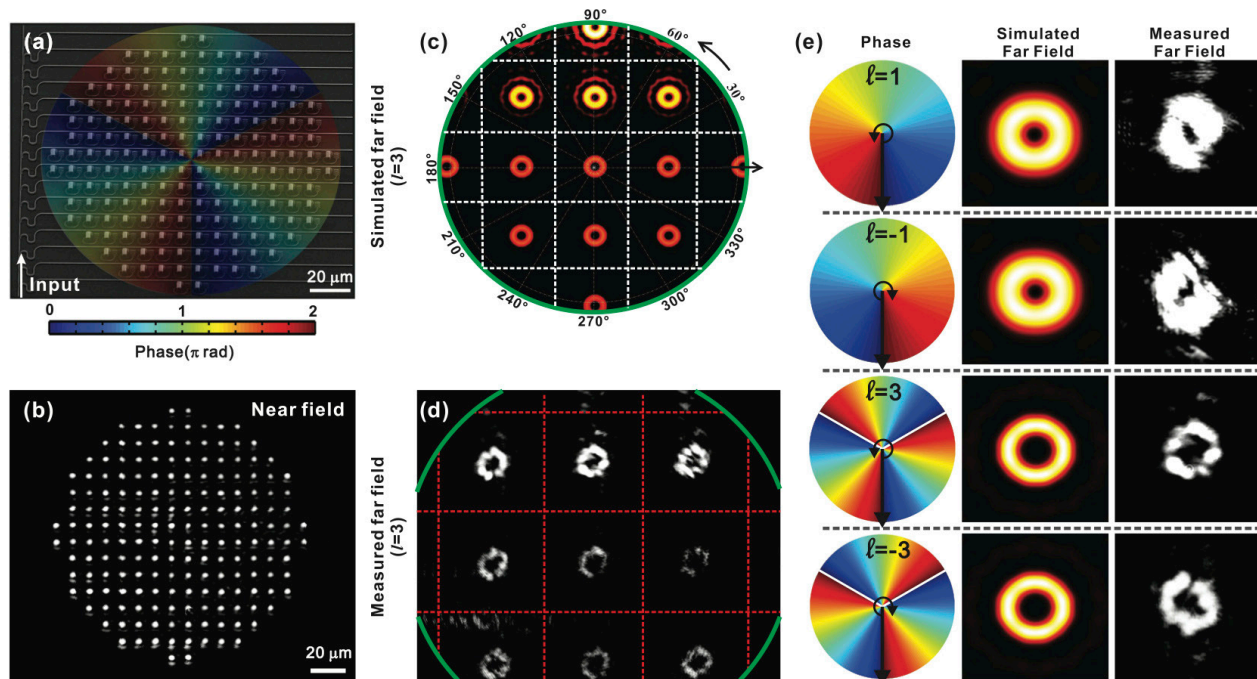 (a)
Input
20 μm
0
1
2
Phase(π rad)
(b)
Near field
20 μm
(c)
Simulated far field
(l=3)
90°
120°
60°
150°
30°
180°
210°
330°
240°
300°
270°
(d)
Measured far field
(l=3)
(e)
Phase
Simulated
Far Field
Measured
Far Field
ℓ=1
ℓ=-1
ℓ=3
ℓ=-3